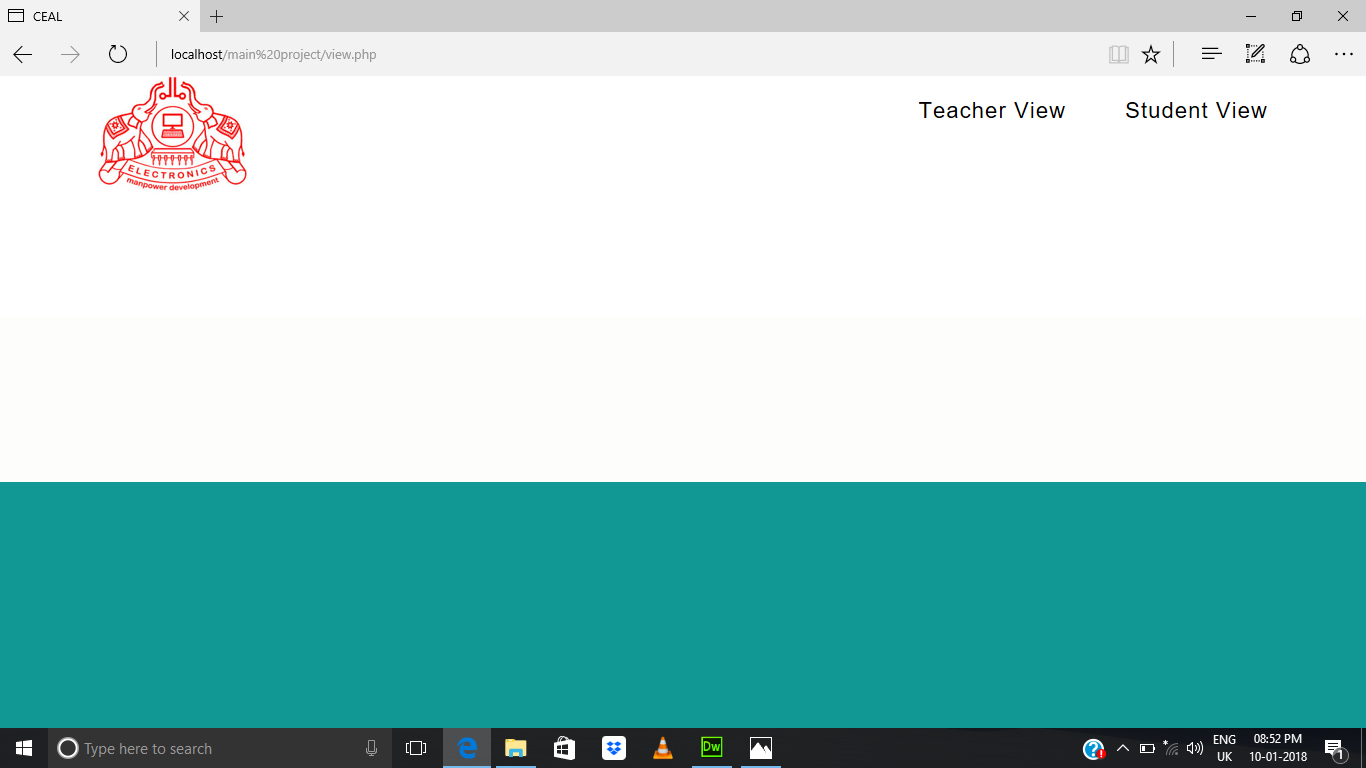 CEAL
localhost/main%20project/view.php
Teacher View
Student View
ELECTRONICS
manpower development
Type here to search
Dw
ENG
UK
08:52 PM
10-01-2018
1